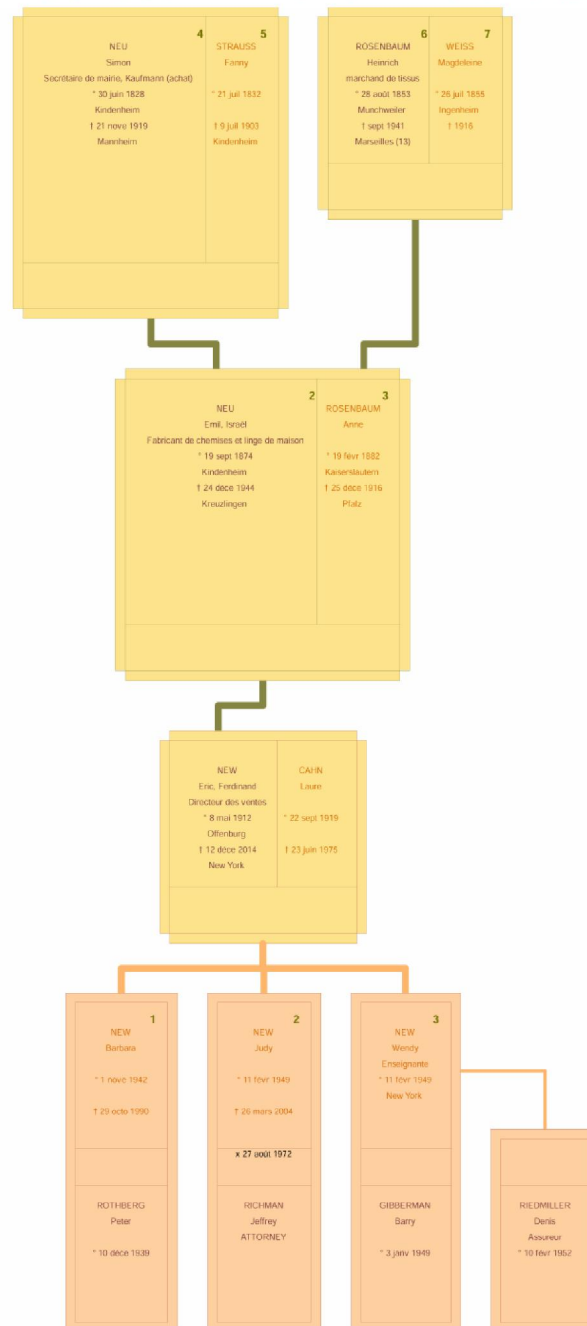 4
NEU
Simon
Secrétaire de mairie, Kaufmann (achat)
° 30 juin 1828
Kindenheim
† 21 nove 1919
Mannheim
5
STRAUSS
Fanny
° 21 juil 1832
† 9 juil 1903
Kindenheim
6
ROSENBAUM
Heinrich
marchand de tissus
° 28 août 1853
Munchweiler
† sept 1941
Marseilles (13)
7
WEISS
Magdeleine
° 26 juil 1855
Ingenheim
† 1916
2
NEU
Emil, Israël
Fabricant de chemises et linge de maison
° 19 sept 1874
Kindenheim
† 24 déce 1944
Kreuzlingen
3
ROSENBAUM
Anne
° 19 févr 1882
Kaiserslautern
† 25 déce 1916
Pfalz
NEW
Eric, Ferdinand
Directeur des ventes
° 8 mai 1912
Offenburg
† 12 déce 2014
New York
CAHN
Laure
° 22 sept 1919
† 23 juin 1975
1
NEW
Barbara
° 1 nove 1942
† 29 octo 1990
ROTHBERG
Peter
° 10 déce 1939
2
NEW
Judy
° 11 févr 1949
† 26 mars 2004
x 27 août 1972
RICHMAN
Jeffrey
ATTORNEY
3
NEW
Wendy
Enseignante
° 11 févr 1949
New York
GIBBERMAN
Barry
° 3 janv 1949
RIEDMILLER
Denis
Assureur
° 10 févr 1952